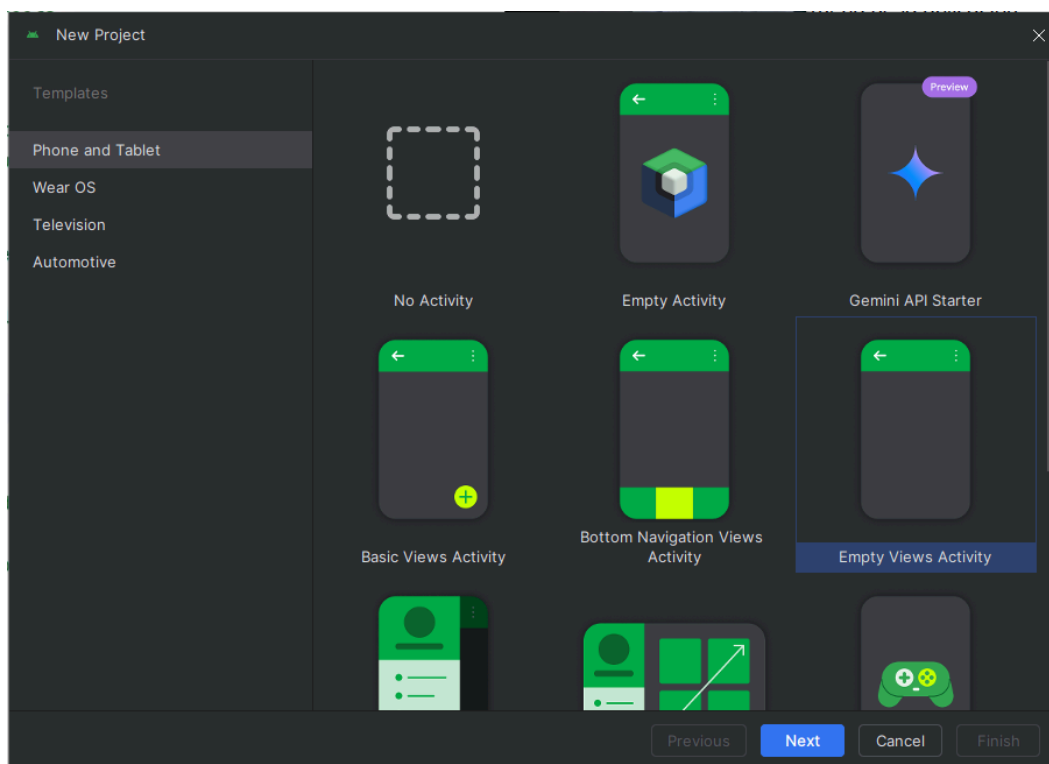 New Project
Templates
Phone and Tablet
Wear OS
Television
Automotive
Preview
No Activity
Empty Activity
Gemini API Starter
Basic Views Activity
Bottom Navigation Views
Activity
Empty Views Activity
Previous
Next
Cancel
Finish